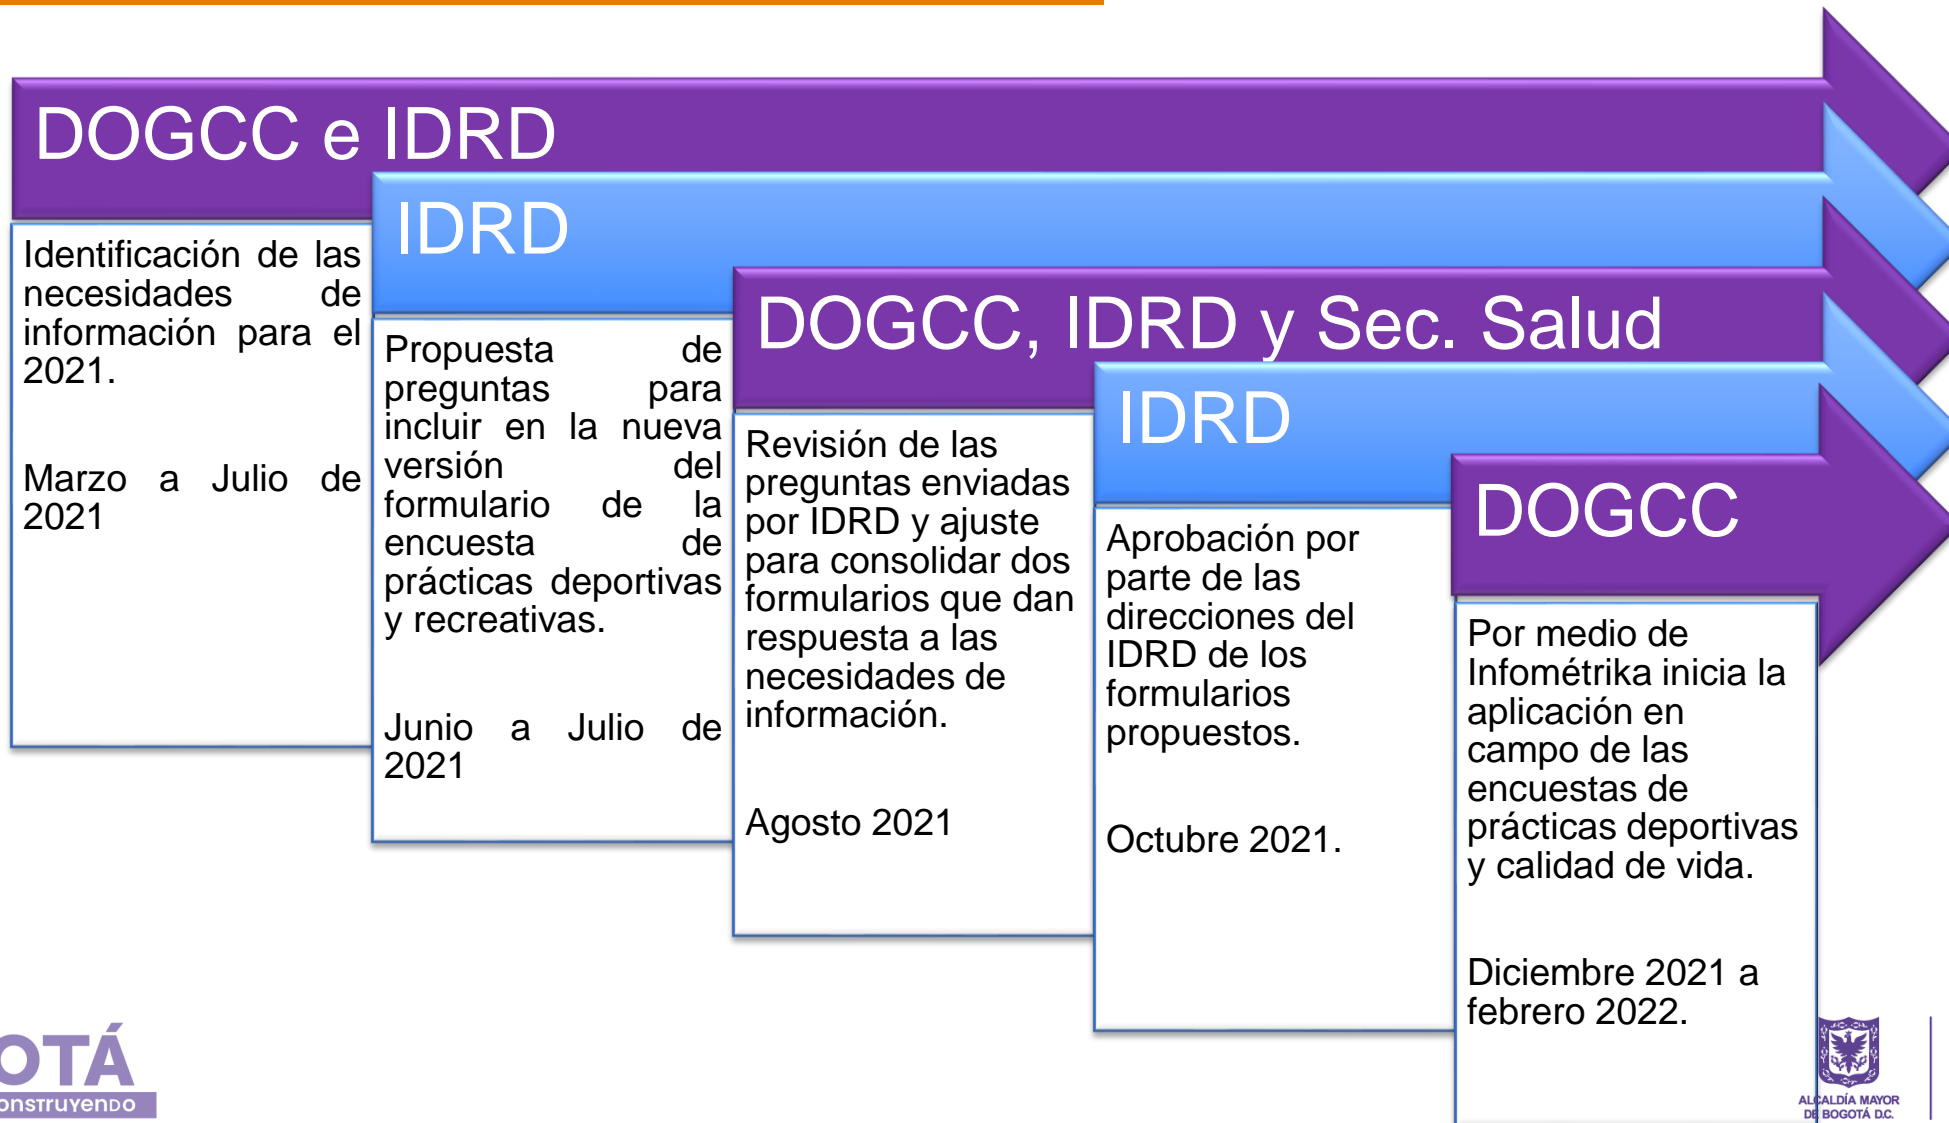 DOGCC e IDRD
Identificación de las
necesidades de
información para el
2021.
Marzo a Julio de
2021
IDRD
Propuesta de
preguntas para
incluir en la nueva
versión del
formulario de la
encuesta de
prácticas deportivas
y recreativas.
Junio a Julio de
2021
DOGCC, IDRD y Sec. Salud
Revisión de las
preguntas enviadas
por IDRD y ajuste
para consolidar dos
formularios que dan
respuesta a las
necesidades de
información.
Agosto 2021
IDRD
Aprobación por
parte de las
direcciones del
IDRD de los
formularios
propuestos.
Octubre 2021.
DOGCC
Por medio de
Infométrika inicia la
aplicación en
campo de las
encuestas de
prácticas deportivas
y calidad de vida.
Diciembre 2021 a
febrero 2022.
OTÁ
onstruyendo
ALCALDÍA MAYOR
DE BOGOTÁ D.C.